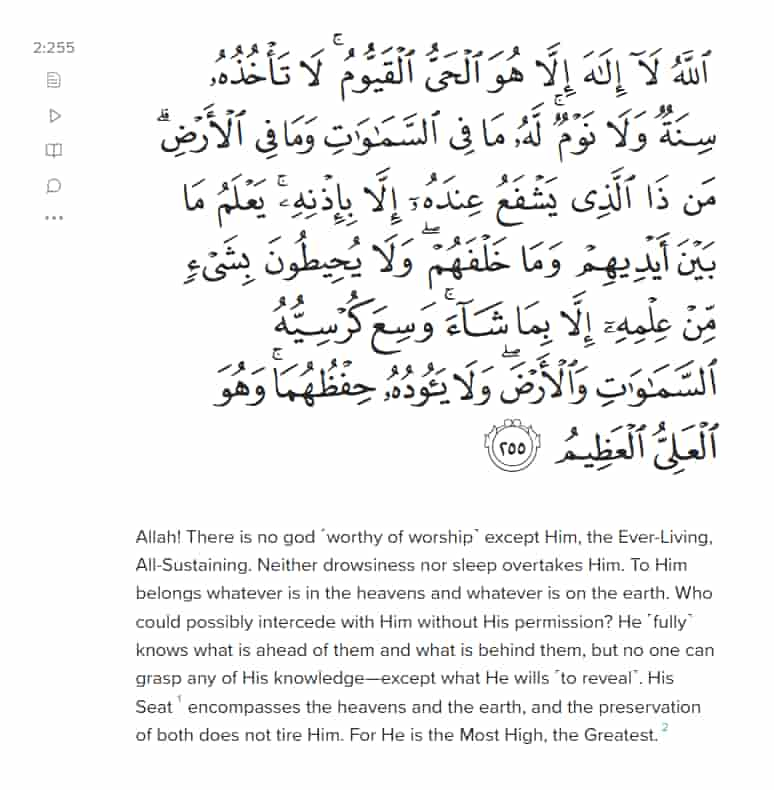 2:255
ٱللَّهُ لَآ إِلَـٰهَ إِلَّا هُوَ ٱلْحَىُّ ٱلْقَيُّومُ ۚ لَا تَأْخُذُهُۥ
سِنَةٌۭ وَلَا نَوْمٌۭ ۚ لَّهُۥ مَا فِى ٱلسَّمَـٰوَٰتِ وَمَا فِى ٱلْأَرْضِ ۗ
مَن ذَا ٱلَّذِى يَشْفَعُ عِندَهُۥٓ إِلَّا بِإِذْنِهِۦ ۚ يَعْلَمُ مَا
بَيْنَ أَيْدِيهِمْ وَمَا خَلْفَهُمْ ۖ وَلَا يُحِيطُونَ بِشَىْءٍۢ
مِّنْ عِلْمِهِۦٓ إِلَّا بِمَا شَآءَ ۚ وَسِعَ كُرْسِيُّهُ
ٱلسَّمَـٰوَٰتِ وَٱلْأَرْضَ ۖ وَلَا يَـُٔودُهُۥ حِفْظُهُمَا ۚ وَهُوَ
ٱلْعَلِىُّ ٱلْعَظِيمُ ٢٥٥
Allah! There is no god ˹worthy of worship˺ except Him, the Ever-Living,
All-Sustaining. Neither drowsiness nor sleep overtakes Him. To Him
belongs whatever is in the heavens and whatever is on the earth. Who
could possibly intercede with Him without His permission? He ˹fully˺
knows what is ahead of them and what is behind them, but no one can
grasp any of His knowledge—except what He wills ˹to reveal˺. His
Seat ¹ encompasses the heavens and the earth, and the preservation
of both does not tire Him. For He is the Most High, the Greatest. ²